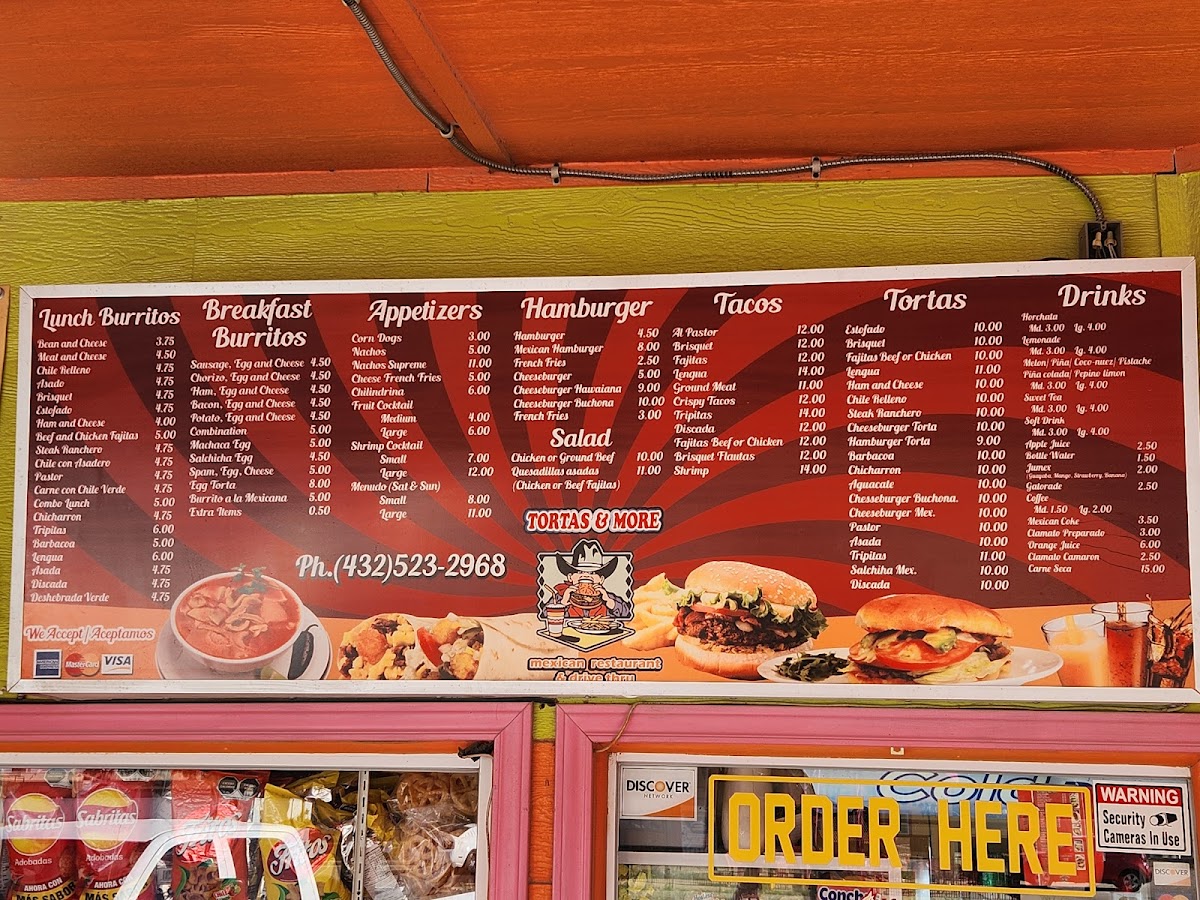 Lunch Burritos
Bean and Cheese 3.75
Meat and Cheese 4.50
Chile Relleno 4.75
Asado 4.75
Brisquet 4.75
Estofado 4.75
Ham and Cheese 4.00
Beef and Chicken Fajitas 5.00
Steak Ranchero 4.75
Chile con Asadero 4.75
Pastor 4.75
Carne con Chile Verde 4.75
Combo Lunch 5.00
Chicharron 4.75
Tripitas 6.00
Barbacoa 5.00
Lengua 6.00
Asada 4.75
Discada 4.75
Deshebrada Verde 4.75
We Accept / Aceptamos
MasterCard
VISA
Breakfast
Burritos
Sausage, Egg and Cheese 4.50
Chorizo, Egg and Cheese 4.50
Ham, Egg and Cheese 4.50
Bacon, Egg and Cheese 4.50
Potato, Egg and Cheese 4.50
Combination 5.00
Machaca Egg 5.00
Salchicha Egg 4.50
Spam, Egg, Cheese 5.00
Egg Torta 8.00
Burrito a la Mexicana 5.00
Extra Items 0.50
Appetizers
Corn Dogs 3.00
Nachos 5.00
Nachos Supreme 11.00
Cheese French Fries 5.00
Chilindrina 6.00
Fruit Cocktail
Medium 4.00
Large 6.00
Shrimp Cocktail
Small 7.00
Large 12.00
Menudo (Sat & Sun)
Small 8.00
Large 11.00
Ph.(432)523-2968
Hamburger
Hamburger 4.50
Mexican Hamburger 8.00
French Fries 2.50
Cheeseburger 5.00
Cheeseburger Hawaiana 9.00
Cheeseburger Buchona 10.00
French Fries 3.00
Salad
Chicken or Ground Beef 10.00
Quesadillas asadas 11.00
(Chicken or Beef Fajitas)
TORTAS & MORE
mexican restaurant
& drive thru
Tacos
Al Pastor 12.00
Brisquet 12.00
Fajitas 12.00
Lengua 14.00
Ground Meat 11.00
Crispy Tacos 12.00
Tripitas 14.00
Discada 12.00
Fajitas Beef or Chicken 12.00
Brisquet Flautas 12.00
Shrimp 14.00
Tortas
Estofado 10.00
Brisquet 10.00
Fajitas Beef or Chicken 10.00
Lengua 11.00
Ham and Cheese 10.00
Chile Relleno 10.00
Steak Ranchero 10.00
Cheeseburger Torta 10.00
Hamburger Torta 9.00
Barbacoa 10.00
Chicharron 10.00
Aguacate 10.00
Chesseburger Buchona. 10.00
Cheeseburger Mex. 10.00
Pastor 10.00
Asada 10.00
Tripitas 11.00
Salchiha Mex. 10.00
Discada 10.00
Drinks
Horchata
Md. 3.00 Lg. 4.00
Lemonade
Md. 3.00 Lg. 4.00
Melon/ Piña/ Coco-nuez/ Pistache
Piña colada/ Pepino limon
Md. 3.00 Lg. 4.00
Sweet Tea
Md. 3.00 Lg. 4.00
Soft Drink
Md. 3.00 Lg. 4.00
Apple Juice 2.50
Bottle Water 1.50
Jumex 2.00
(Guayaba, Mango, Strawberry, Banana)
Gatorade 2.50
Coffee
Md. 1.50 Lg. 2.00
Mexican Coke 3.50
Clamato Preparado 3.00
Orange Juice 6.00
Clamato Camaron 2.50
Carne Seca 15.00
Sabritas
Adobadas
AHORA CON
MÁS SABOR
Sabritas
Adobadas
AHORA CON
Fritos
DISCOVER
NETWORK
ORDER HERE
WARNING
Security
Cameras In Use
DISCOVER